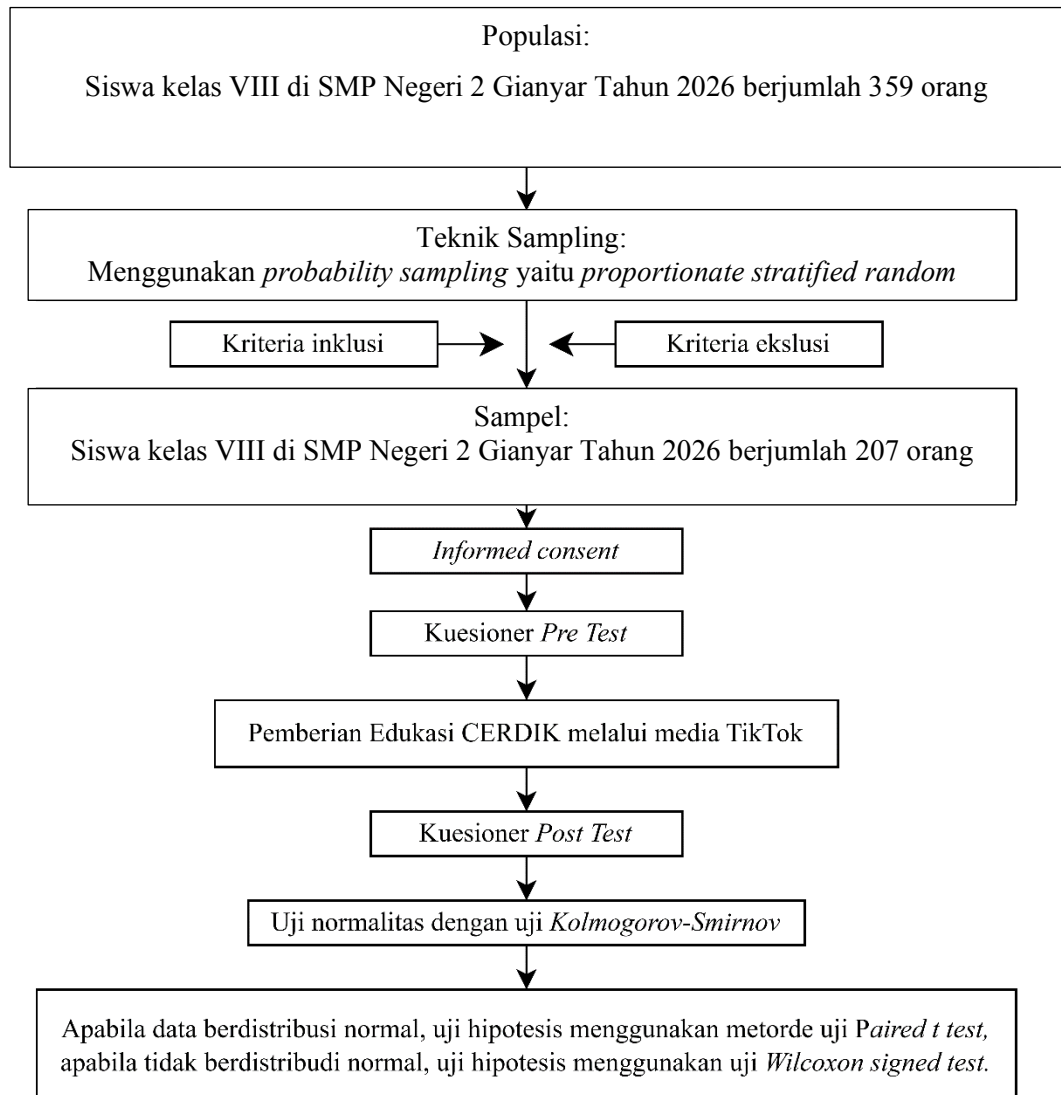 Populasi:
Siswa kelas VIII di SMP Negeri 2 Gianyar Tahun 2026 berjumlah 359 orang
Teknik Sampling:
Menggunakan probability sampling yaitu proportionate stratified random
Kriteria inklusi
Kriteria ekslusi
Sampel:
Siswa kelas VIII di SMP Negeri 2 Gianyar Tahun 2026 berjumlah 207 orang
Informed consent
Kuesioner Pre Test
Pemberian Edukasi CERDIK melalui media TikTok
Kuesioner Post Test
Uji normalitas dengan uji Kolmogorov-Smirnov
Apabila data berdistribusi normal, uji hipotesis menggunakan metorde uji Paired t test,
apabila tidak berdistribudi normal, uji hipotesis menggunakan uji Wilcoxon signed test.